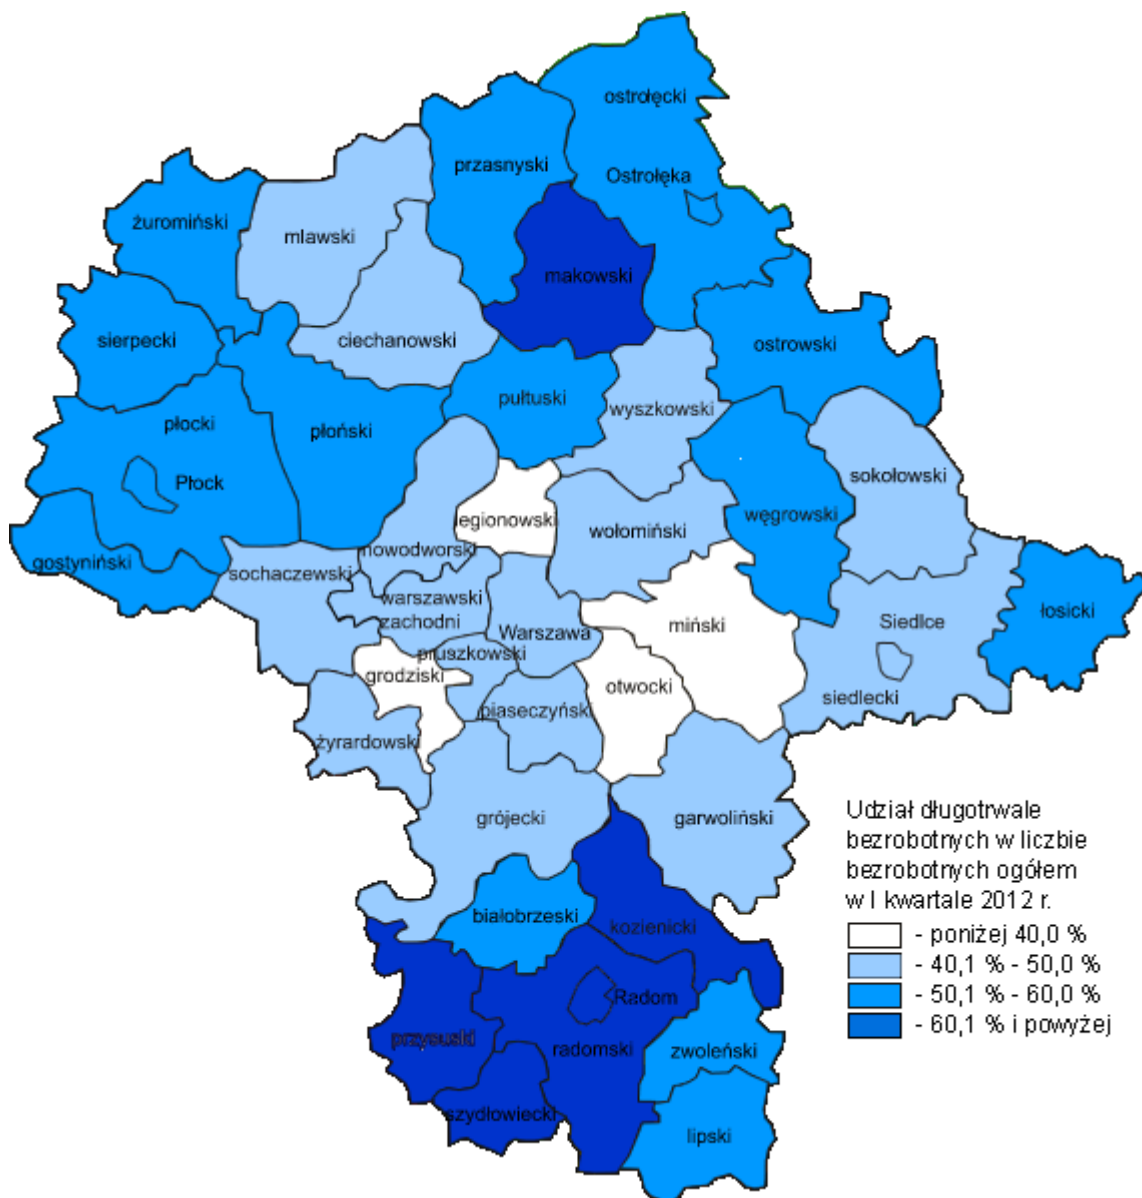 ostrołęcki
przasnyski
Ostrołęka
żuromiński
mlawski
makowski
sierpecki
ciechanowski
ostrowski
pułtuski
wyszkowski
płocki
płoński
sokołowski
Płock
legionowski
wołomiński
węgrowski
nowodworski
gostyniński
sochaczewski
warszawski
zachodni
Warszawa
miński
Siedlce
łosicki
pruszkowski
grodziski
otwocki
siedlecki
piaseczyński
żyrardowski
grójecki
garwoliński
Udział długotrwale
bezrobotnych w liczbie
bezrobotnych ogółem
w I kwartale 2012 r.
- poniżej 40,0 %
- 40,1 % - 50,0 %
- 50,1 % - 60,0 %
- 60,1 % i powyżej
białobrzeski
kozienicki
Radom
przysuski
radomski
zwoleński
szydłowiecki
lipski